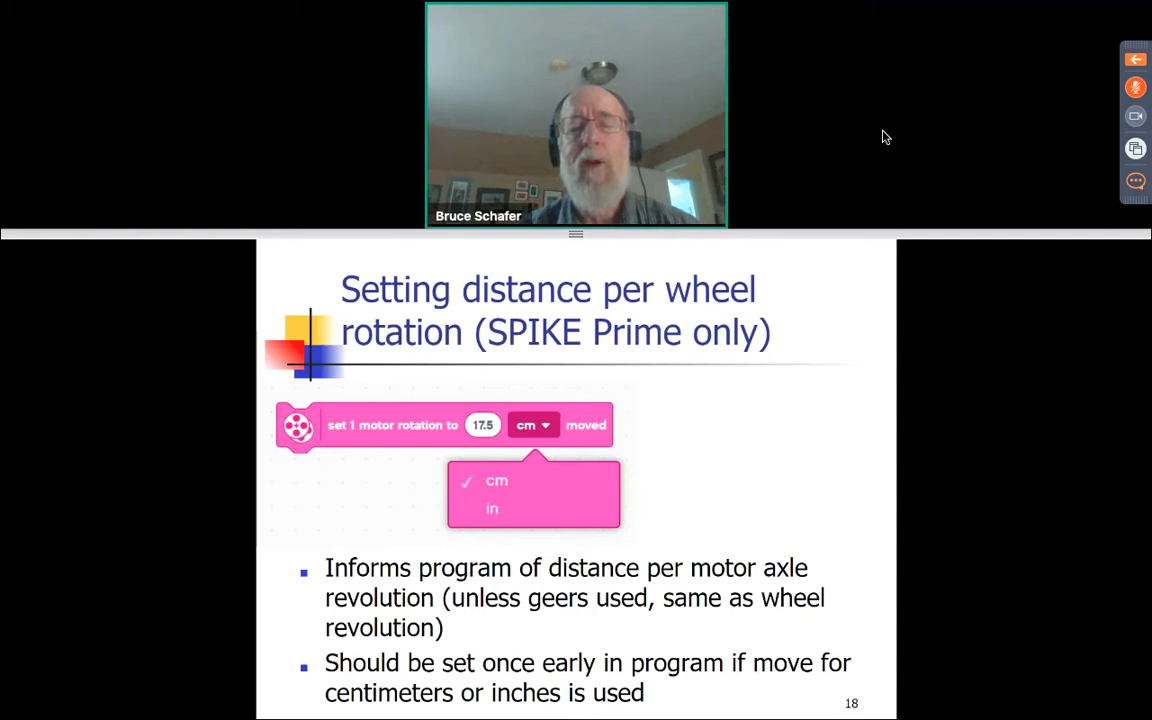 Bruce Schafer
Setting distance per wheel
rotation (SPIKE Prime only)
set 1 motor rotation to 17.5 cm moved
cm
in
Informs program of distance per motor axle
revolution (unless geers used, same as wheel
revolution)
Should be set once early in program if move for
centimeters or inches is used
18